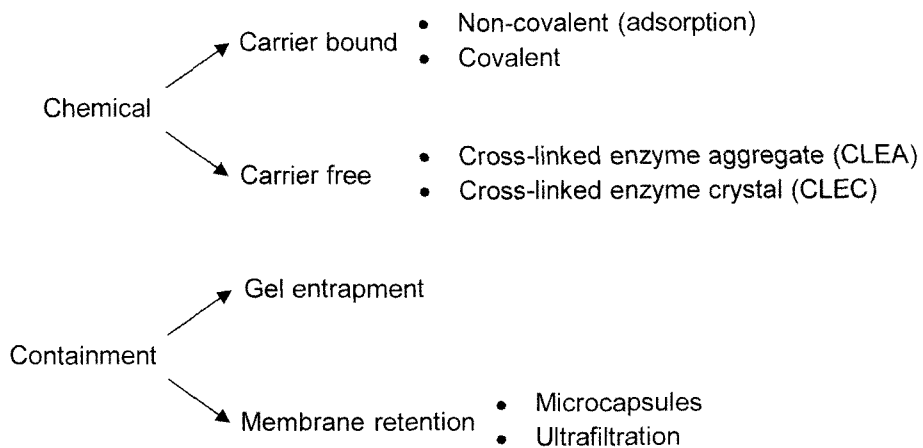 Chemical
Carrier bound
• Non-covalent (adsorption)
• Covalent
Carrier free
• Cross-linked enzyme aggregate (CLEA)
• Cross-linked enzyme crystal (CLEC)
Containment
Gel entrapment
Membrane retention
• Microcapsules
• Ultrafiltration